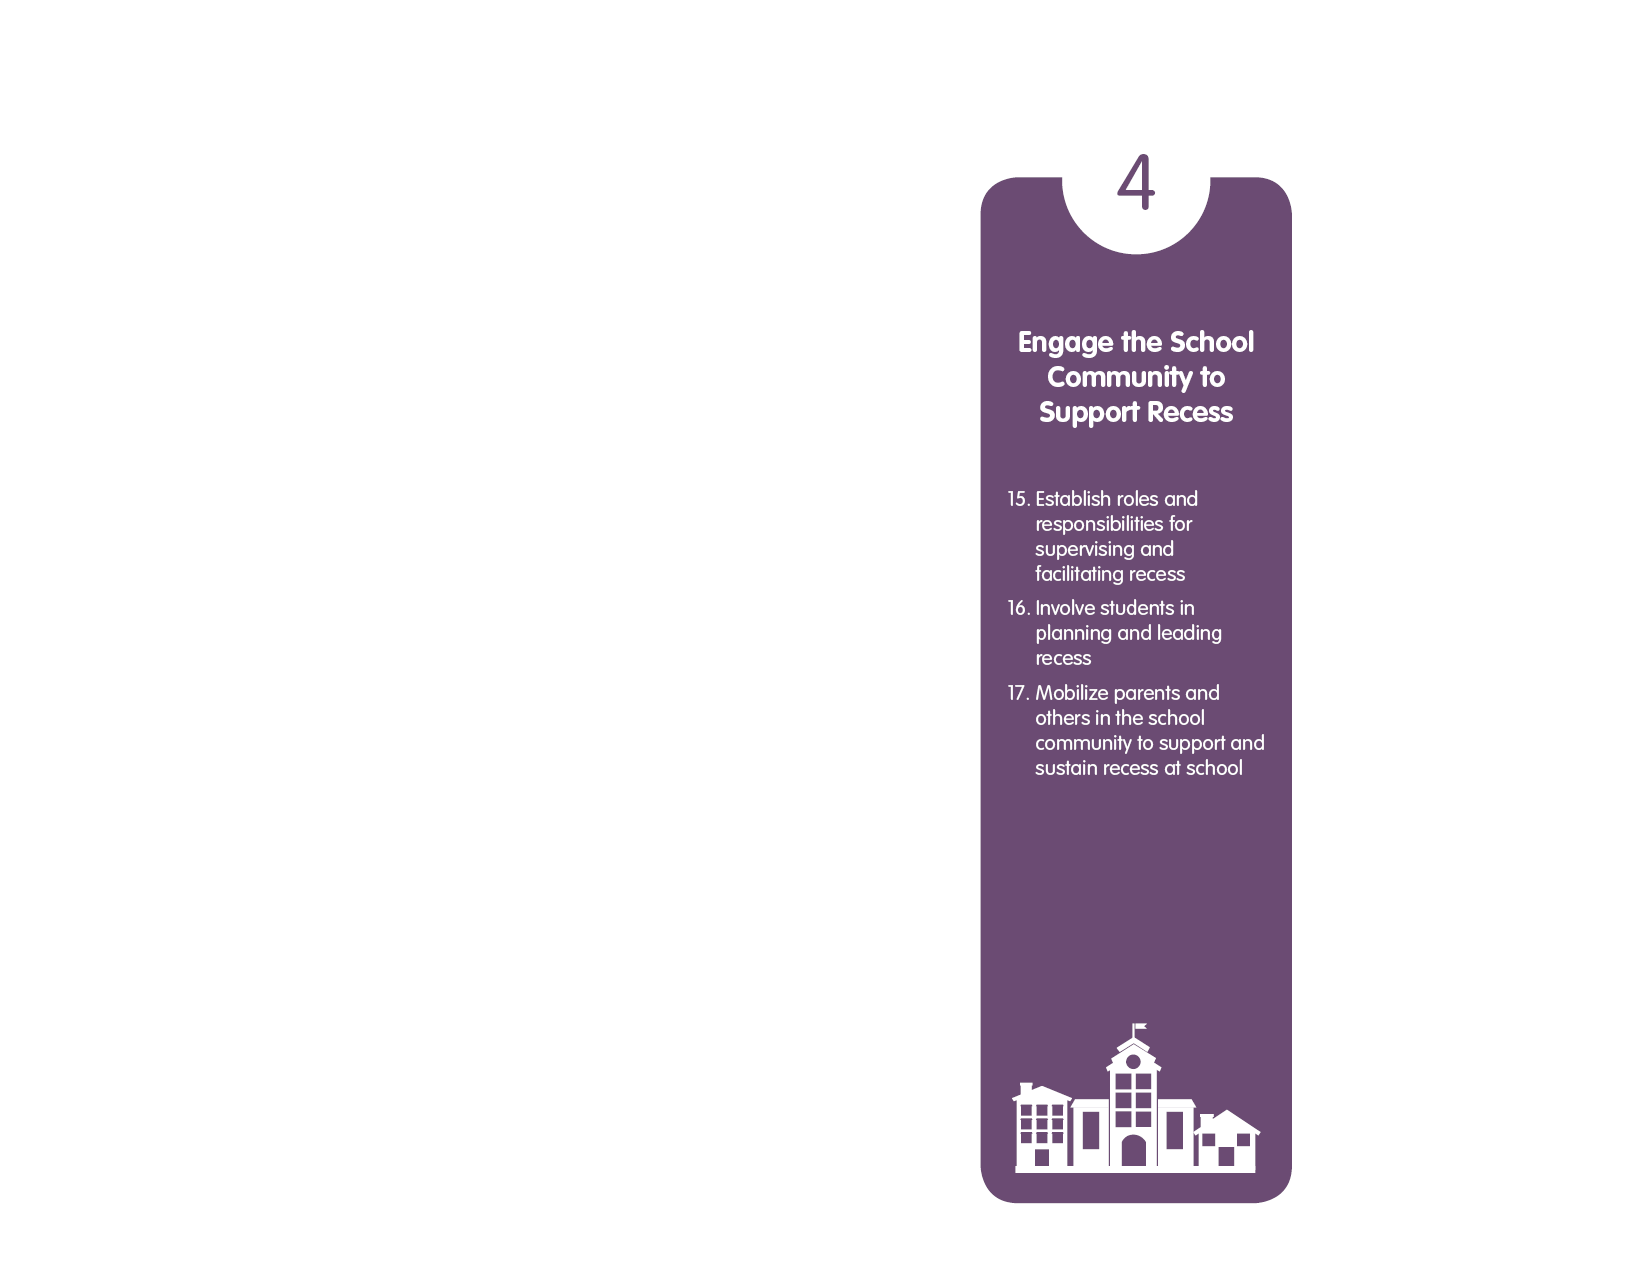 4
Engage the School
Community to
Support Recess
15. Establish roles and
responsibilities for
supervising and
facilitating recess
16. Involve students in
planning and leading
recess
17. Mobilize parents and
others in the school
community to support and
sustain recess at school